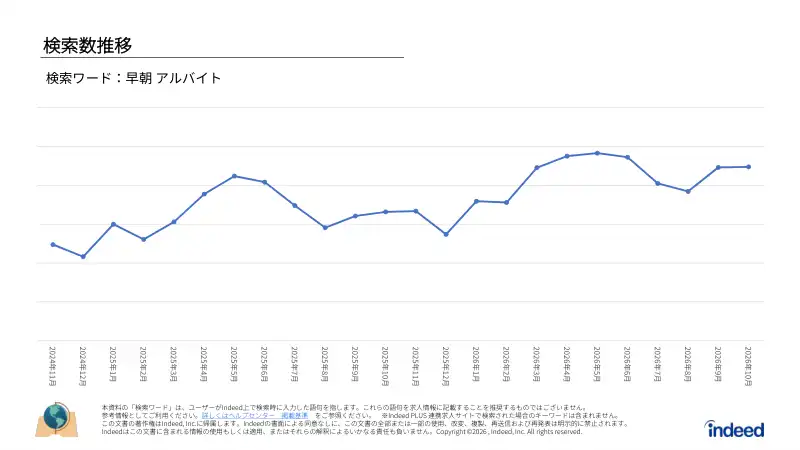 検索数推移
検索ワード：早朝 アルバイト
2024年11月
2024年12月
2025年1月
2025年2月
2025年3月
2025年4月
2025年5月
2025年6月
2025年7月
2025年8月
2025年9月
2025年10月
2025年11月
2025年12月
2026年1月
2026年2月
2026年3月
2026年4月
2026年5月
2026年6月
2026年7月
2026年8月
2026年9月
2026年10月
本資料の「検索ワード」は、ユーザーがIndeed上で検索時に入力した語句を指します。これらの語句を求人情報に記載することを推奨するものではございません。
参考情報としてご利用ください。詳しくはヘルプセンター　掲載基準　をご参照ください。　※Indeed PLUS 連携求人サイトで検索された場合のキーワードは含まれません。
この文書の著作権はIndeed, Inc.に帰属します。Indeedの書面による同意なしに、この文書の全部または一部の使用、改変、複製、再送信および再発表は明示的に禁止されます。
Indeedはこの文書に含まれる情報の使用もしくは適用、またはそれらの解釈によるいかなる責任も負いません。Copyright ©2026 , Indeed, Inc. All rights reserved.
indeed